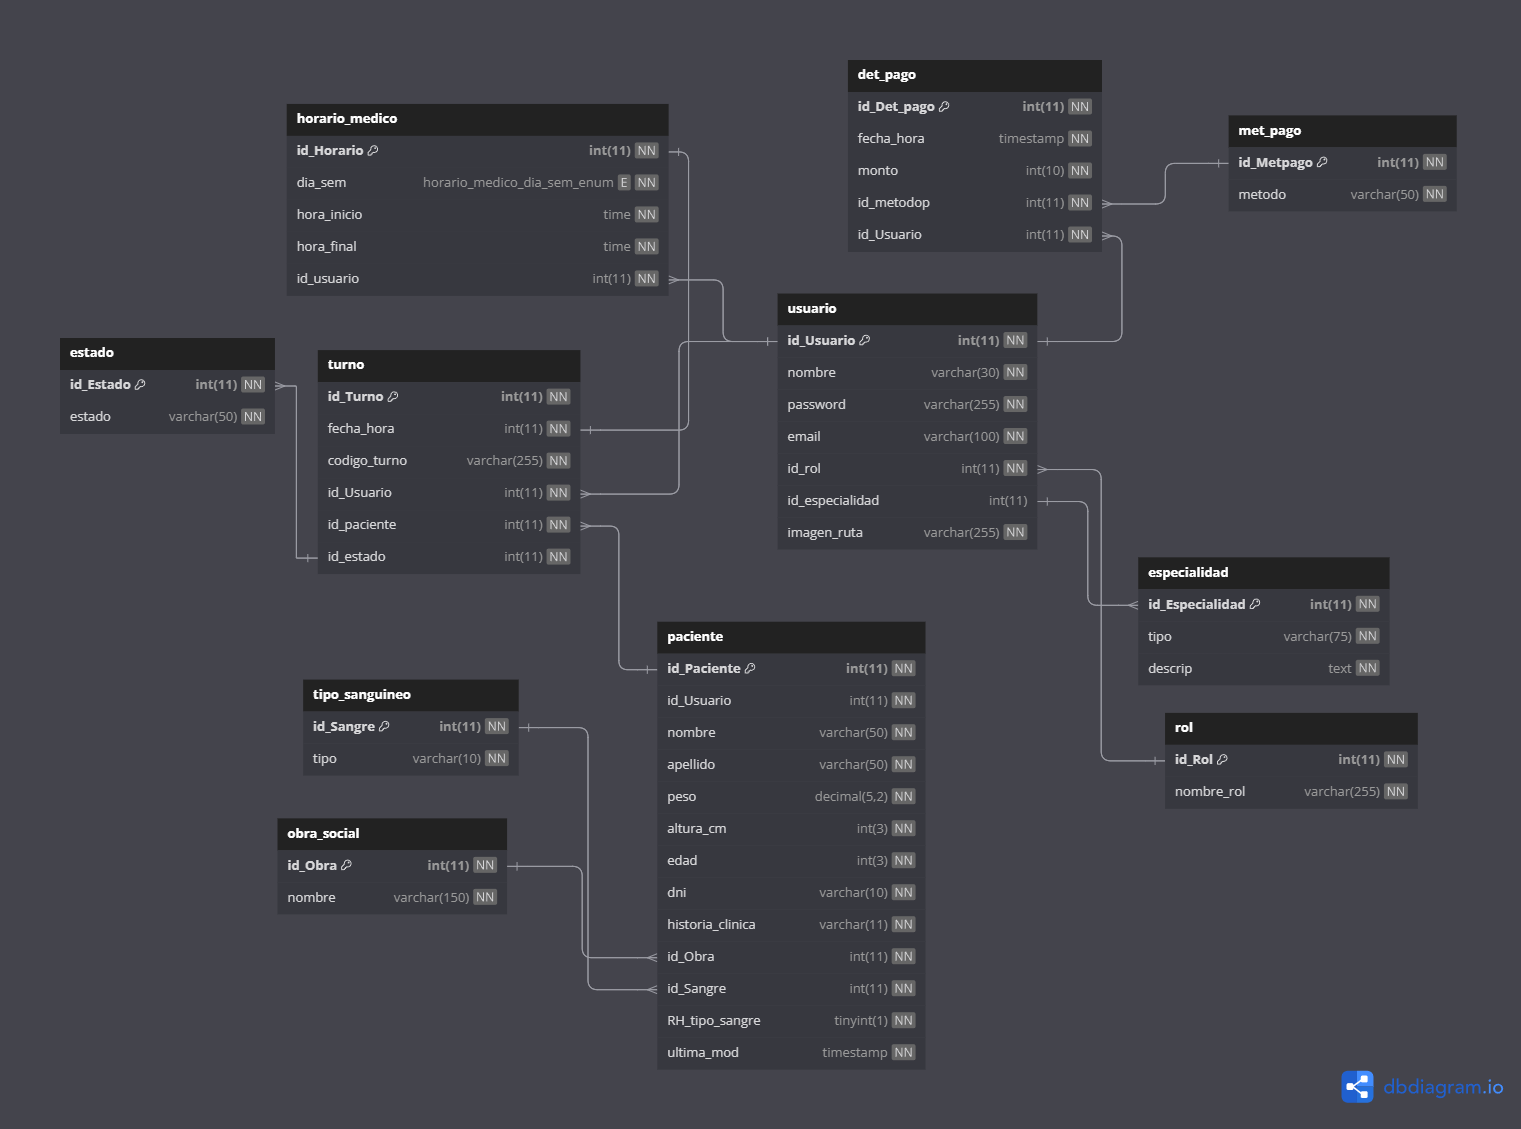 det_pago
id_Det_pago int(11) NN
fecha_hora timestamp NN
monto int(10) NN
id_metodop int(11) NN
id_Usuario int(11) NN
horario_medico
id_Horario int(11) NN
dia_sem horario_medico_dia_sem_enum E NN
hora_inicio time NN
hora_final time NN
id_usuario int(11) NN
met_pago
id_Metpago int(11) NN
metodo varchar(50) NN
usuario
id_Usuario int(11) NN
nombre varchar(30) NN
password varchar(255) NN
email varchar(100) NN
id_rol int(11) NN
id_especialidad int(11)
imagen_ruta varchar(255) NN
estado
id_Estado int(11) NN
estado varchar(50) NN
turno
id_Turno int(11) NN
fecha_hora int(11) NN
codigo_turno varchar(255) NN
id_Usuario int(11) NN
id_paciente int(11) NN
id_estado int(11) NN
especialidad
id_Especialidad int(11) NN
tipo varchar(75) NN
descrip text NN
paciente
id_Paciente int(11) NN
id_Usuario int(11) NN
nombre varchar(50) NN
apellido varchar(50) NN
peso decimal(5,2) NN
altura_cm int(3) NN
edad int(3) NN
dni varchar(10) NN
historia_clinica varchar(11) NN
id_Obra int(11) NN
id_Sangre int(11) NN
RH_tipo_sangre tinyint(1) NN
ultima_mod timestamp NN
tipo_sanguineo
id_Sangre int(11) NN
tipo varchar(10) NN
rol
id_Rol int(11) NN
nombre_rol varchar(255) NN
obra_social
id_Obra int(11) NN
nombre varchar(150) NN
dbdiagram.io